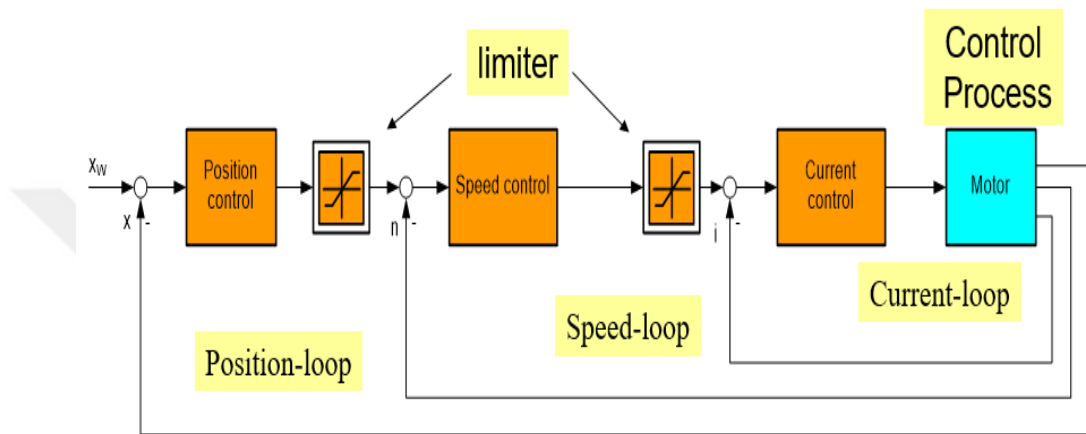 limiter
Control
Process
x_W
Position
control
Speed control
Current
control
Motor
x -
n -
i -
Current-loop
Speed-loop
Position-loop